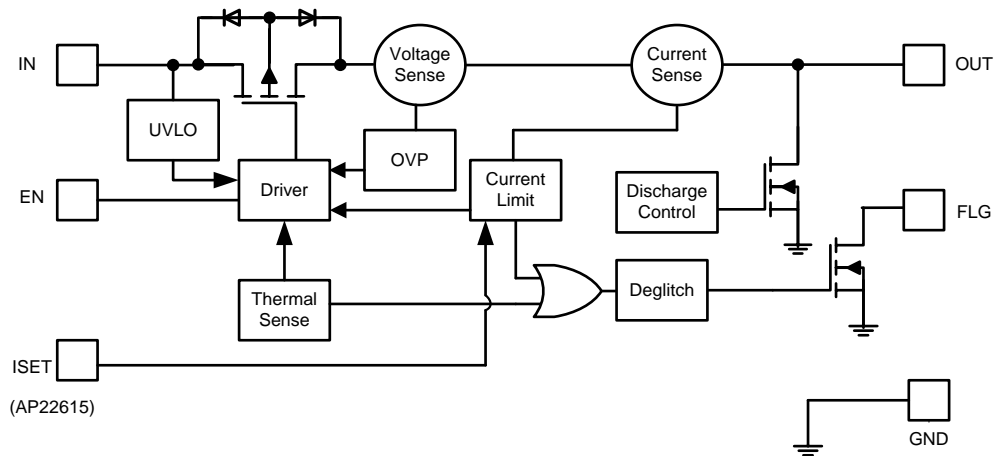 IN
Voltage
Sense
Current
Sense
OUT
UVLO
OVP
EN
Driver
Current
Limit
Discharge
Control
FLG
Thermal
Sense
Deglitch
ISET
(AP22615)
GND